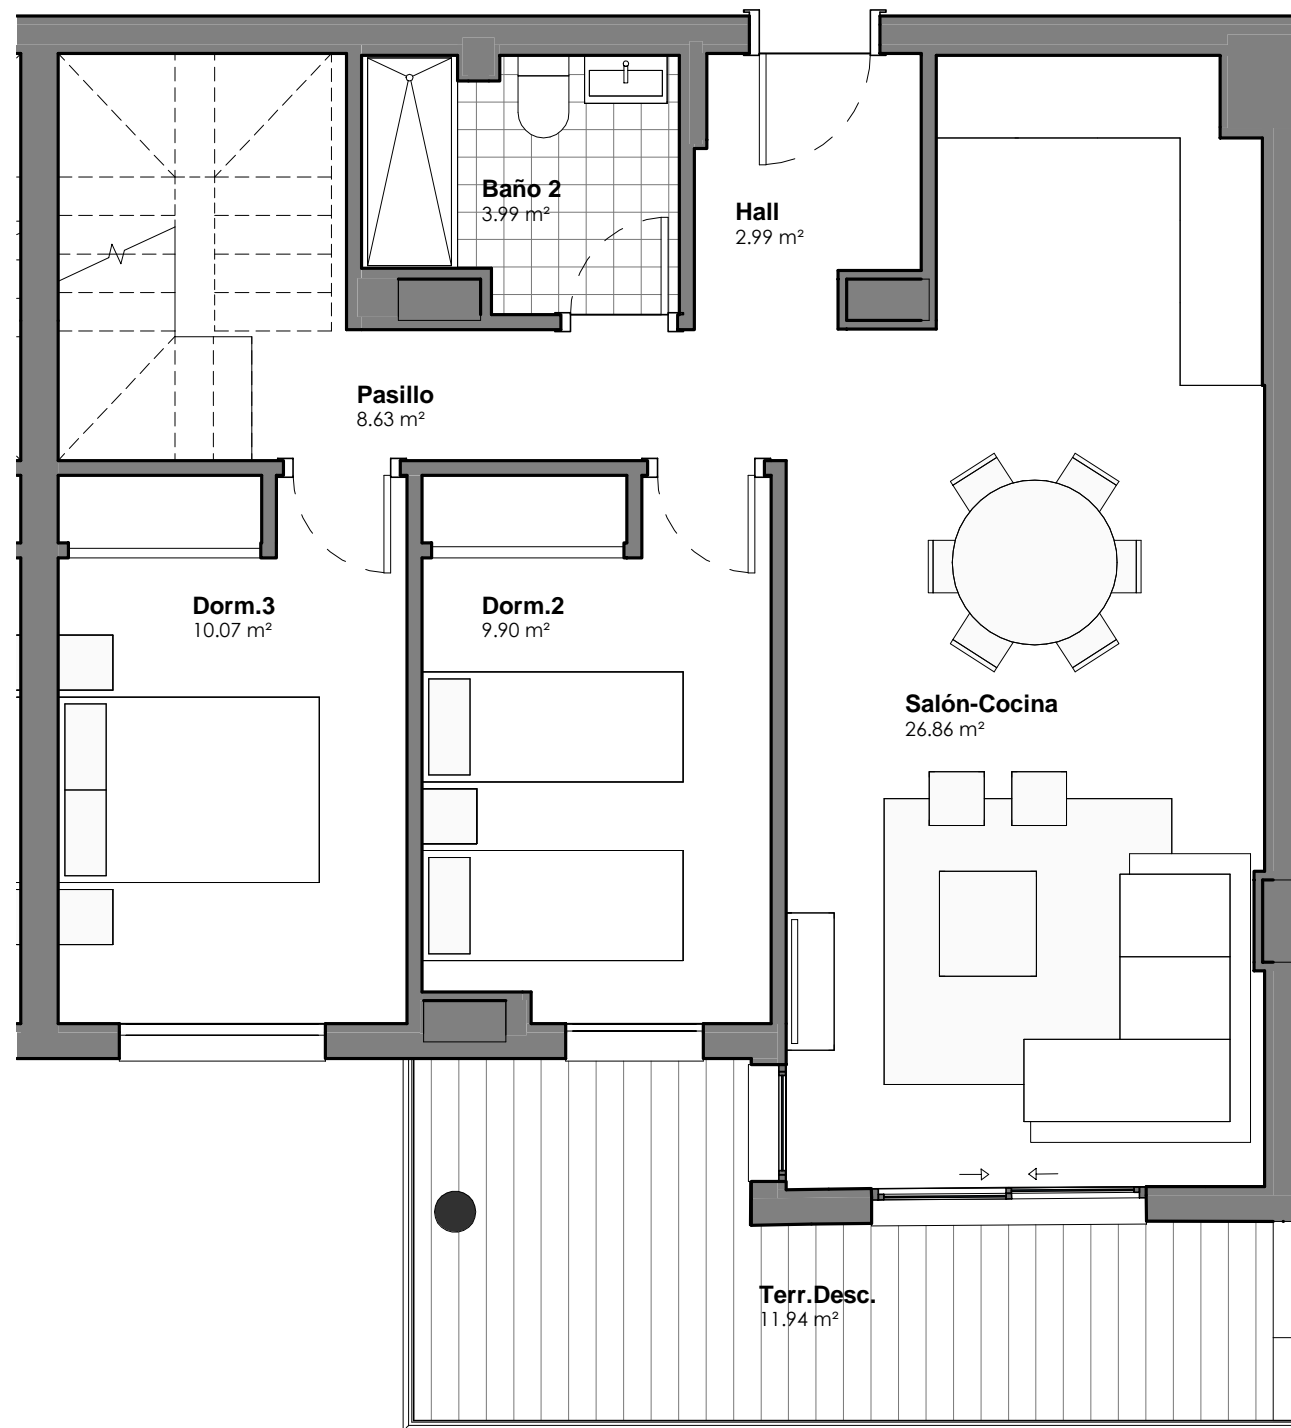 Baño 2
3.99 m²
Hall
2.99 m²
Pasillo
8.63 m²
Dorm.3
10.07 m²
Dorm.2
9.90 m²
Salón-Cocina
26.86 m²
Terr.Desc.
11.94 m²